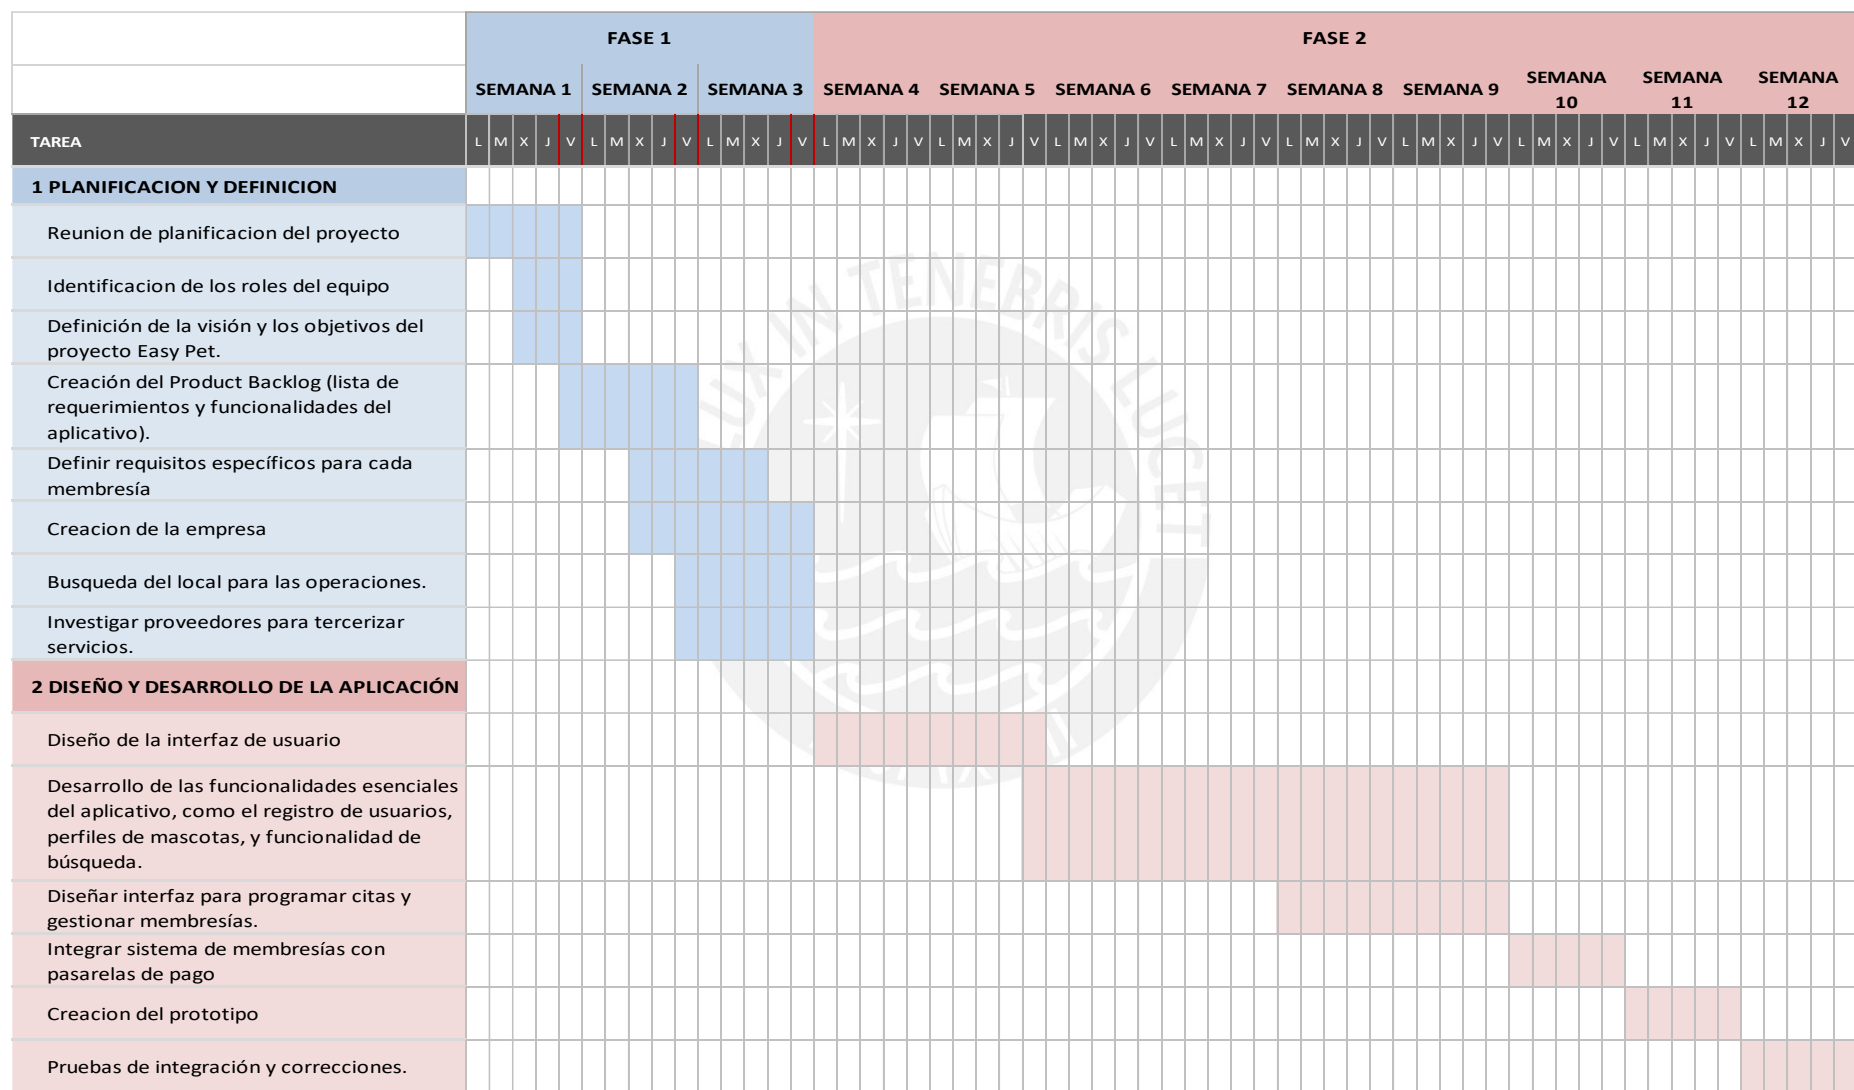 FASE 1 FASE 2
SEMANA 1 SEMANA 2 SEMANA 3 SEMANA 4 SEMANA 5 SEMANA 6 SEMANA 7 SEMANA 8 SEMANA 9 SEMANA 10 SEMANA 11 SEMANA 12
TAREA L M X J V L M X J V L M X J V L M X J V L M X J V L M X J V L M X J V L M X J V L M X J V L M X J V L M X J V L M X J V
1 PLANIFICACION Y DEFINICION
Reunion de planificacion del proyecto
Identificacion de los roles del equipo
Definición de la visión y los objetivos del
proyecto Easy Pet.
Creación del Product Backlog (lista de
requerimientos y funcionalidades del
aplicativo).
Definir requisitos específicos para cada
membresía
Creacion de la empresa
Busqueda del local para las operaciones.
Investigar proveedores para tercerizar
servicios.
2 DISEÑO Y DESARROLLO DE LA APLICACIÓN
Diseño de la interfaz de usuario
Desarrollo de las funcionalidades esenciales
del aplicativo, como el registro de usuarios,
perfiles de mascotas, y funcionalidad de
búsqueda.
Diseñar interfaz para programar citas y
gestionar membresías.
Integrar sistema de membresías con
pasarelas de pago
Creacion del prototipo
Pruebas de integración y correcciones.
LUX IN TENEBRIS LUCET